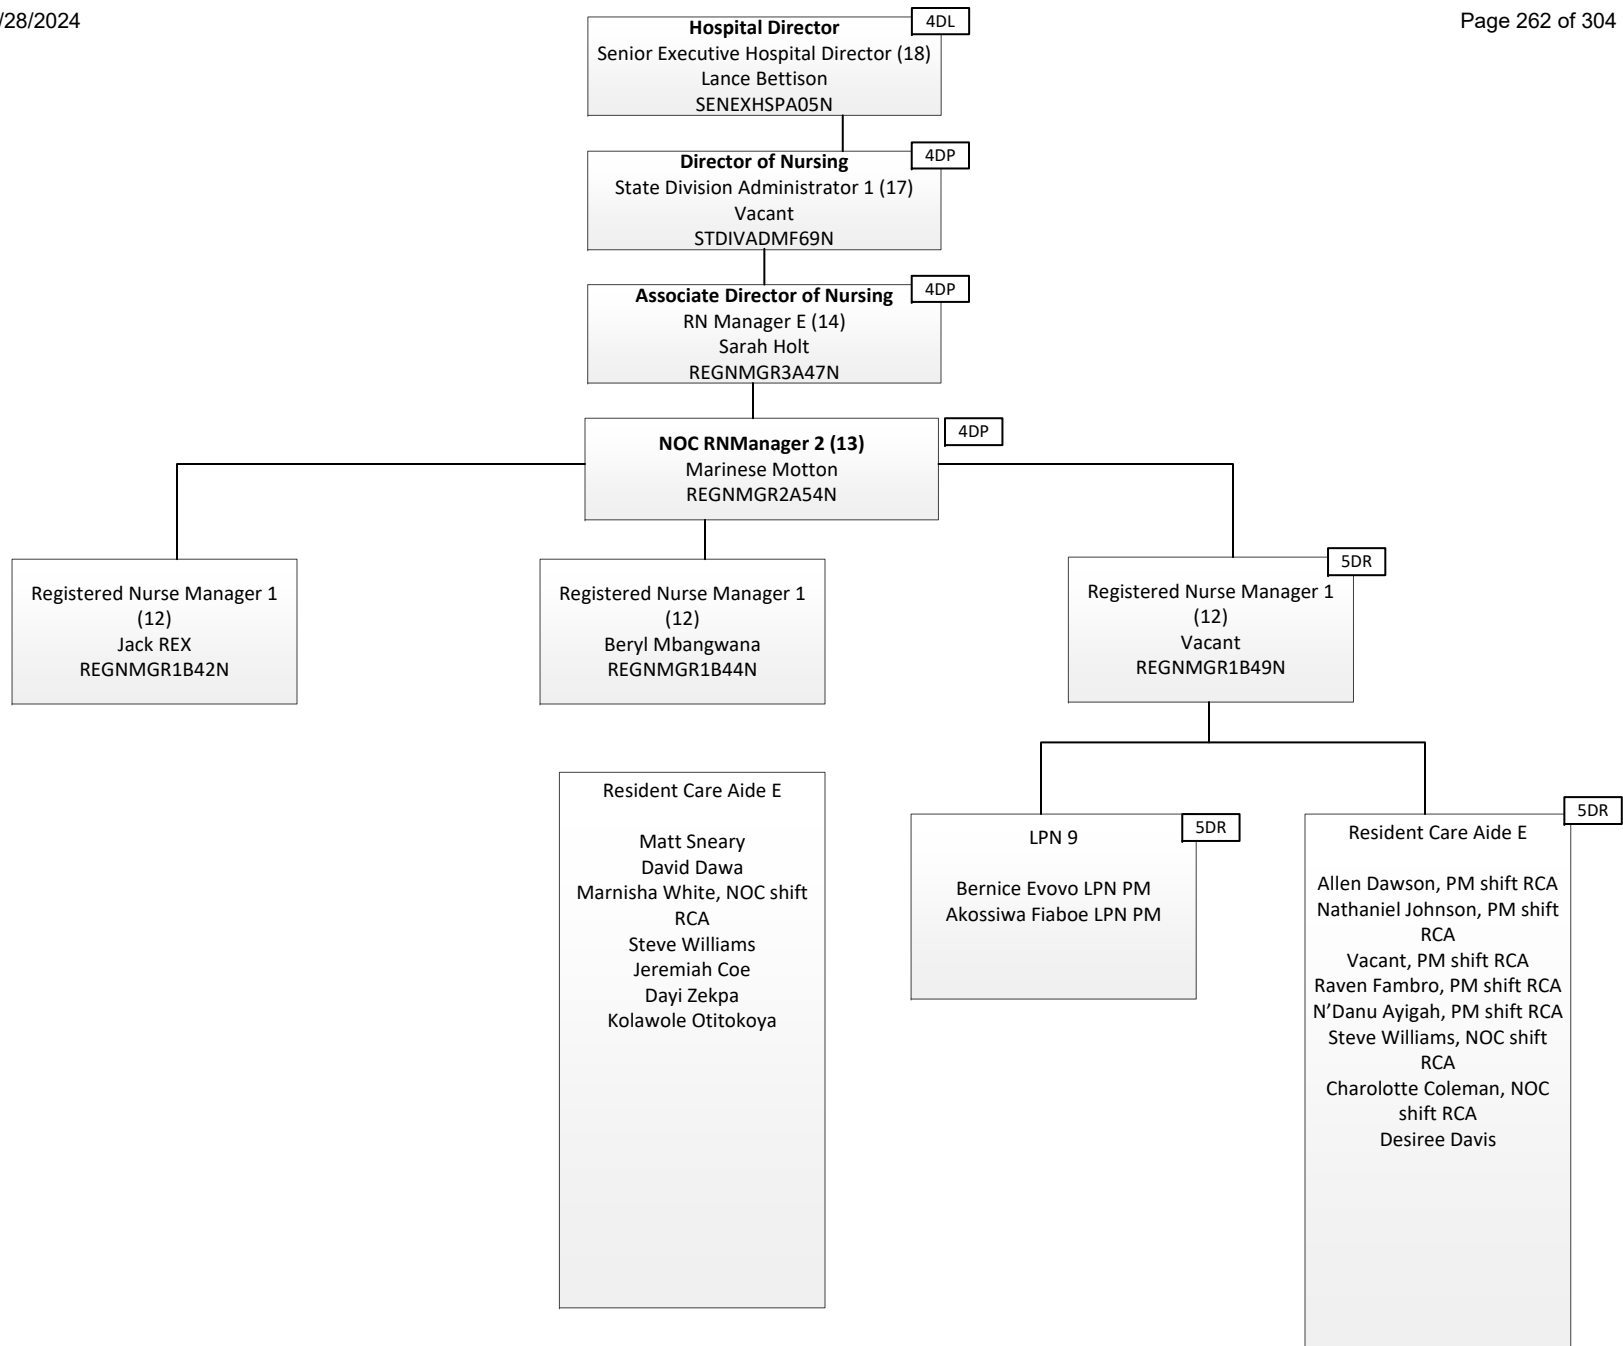 /28/2024
Page 262 of 304
4DL
Hospital Director
Senior Executive Hospital Director (18)
Lance Bettison
SENEXHSPA05N
4DP
Director of Nursing
State Division Administrator 1 (17)
Vacant
STDIVADMF69N
4DP
Associate Director of Nursing
RN Manager E (14)
Sarah Holt
REGNMGR3A47N
4DP
NOC RNManager 2 (13)
Marinese Motton
REGNMGR2A54N
Registered Nurse Manager 1
(12)
Jack REX
REGNMGR1B42N
Registered Nurse Manager 1
(12)
Beryl Mbangwana
REGNMGR1B44N
5DR
Registered Nurse Manager 1
(12)
Vacant
REGNMGR1B49N
Resident Care Aide E
Matt Sneary
David Dawa
Marnisha White, NOC shift
RCA
Steve Williams
Jeremiah Coe
Dayi Zekpa
Kolawole Otitokoya
5DR
LPN 9
Bernice Evovo LPN PM
Akossiwa Fiaboe LPN PM
5DR
Resident Care Aide E
Allen Dawson, PM shift RCA
Nathaniel Johnson, PM shift
RCA
Vacant, PM shift RCA
Raven Fambro, PM shift RCA
N’Danu Ayigah, PM shift RCA
Steve Williams, NOC shift
RCA
Charolotte Coleman, NOC
shift RCA
Desiree Davis